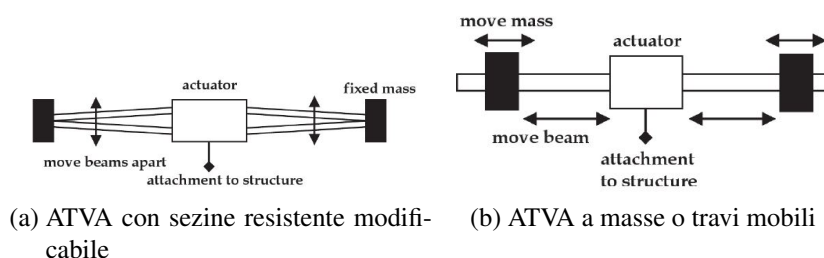 actuator
fixed mass
move beams apart
attachment to structure
(a) ATVA con sezine resistente modifi-
cabile
move mass
actuator
move beam
attachment
to structure
(b) ATVA a masse o travi mobili